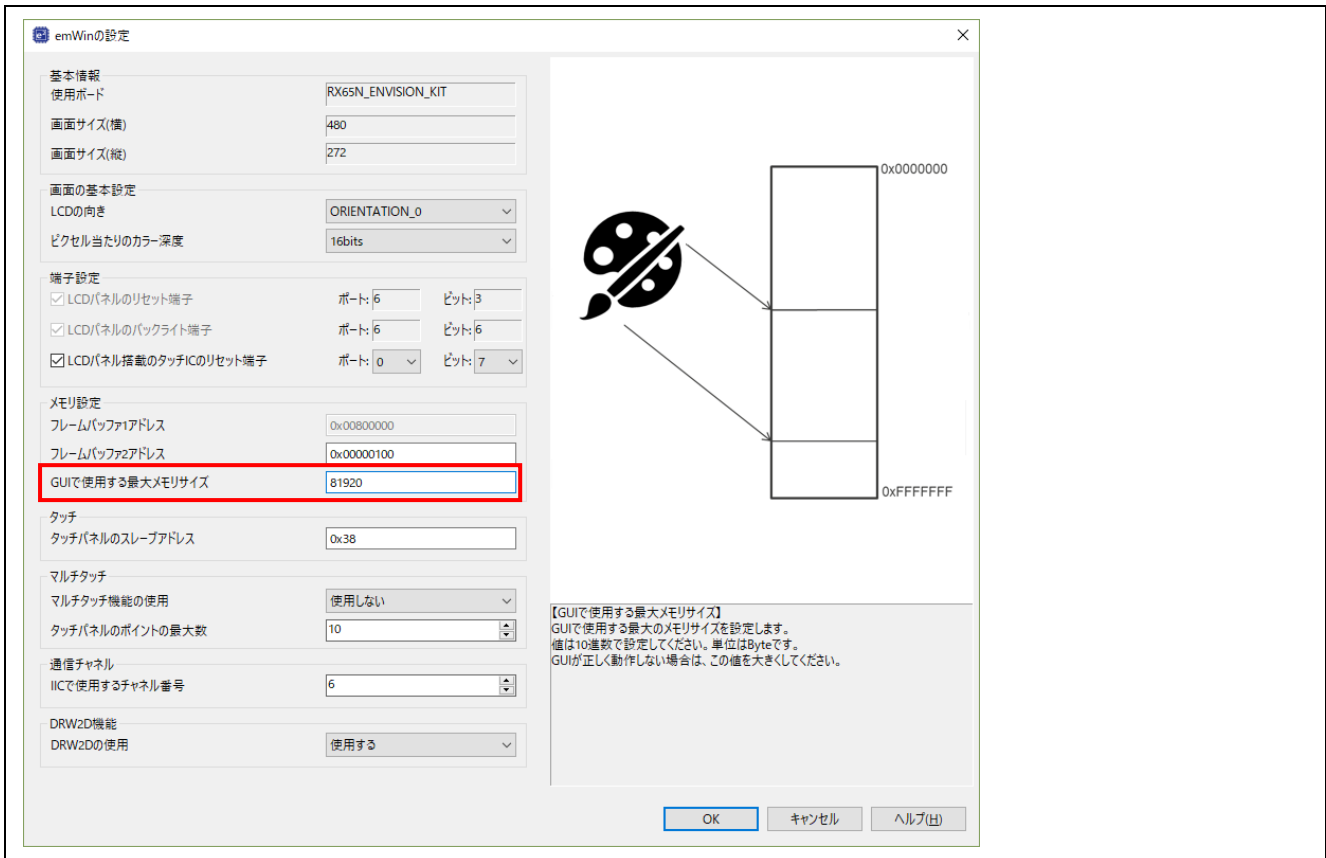 emWinの設定
基本情報
使用ボード RX65N_ENVISION_KIT
画面サイズ(横) 480
画面サイズ(縦) 272
画面の基本設定
LCDの向き ORIENTATION_0
ピクセル当たりのカラー深度 16bits
端子設定
LCDパネルのリセット端子 ポート: 6 ビット: 3
LCDパネルのバックライト端子 ポート: 6 ビット: 6
LCDパネル搭載のタッチICのリセット端子 ポート: 0 ビット: 7
メモリ設定
フレームバッファ1アドレス 0x00800000
フレームバッファ2アドレス 0x00000100
GUIで使用する最大メモリサイズ 81920
タッチ
タッチパネルのスレーブアドレス 0x38
マルチタッチ
マルチタッチ機能の使用 使用しない
タッチパネルのポイントの最大数 10
通信チャネル
IICで使用するチャネル番号 6
DRW2D機能
DRW2Dの使用 使用する
0x0000000
0xFFFFFFF
【GUIで使用する最大メモリサイズ】
GUIで使用する最大のメモリサイズを設定します。
値は10進数で設定してください。単位はByteです。
GUIが正しく動作しない場合は、この値を大きくしてください。
OK キャンセル ヘルプ(H)